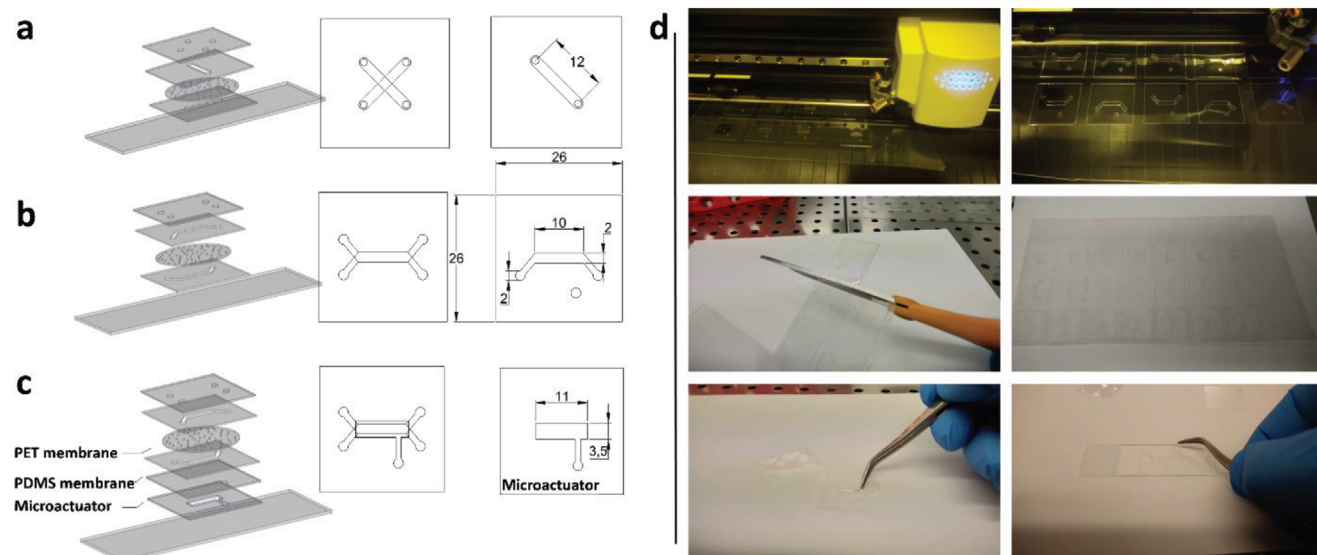 a
12
26
b
26
10
2
2
c
PET membrane
PDMS membrane
Microactuator
11
3,5
Microactuator
d